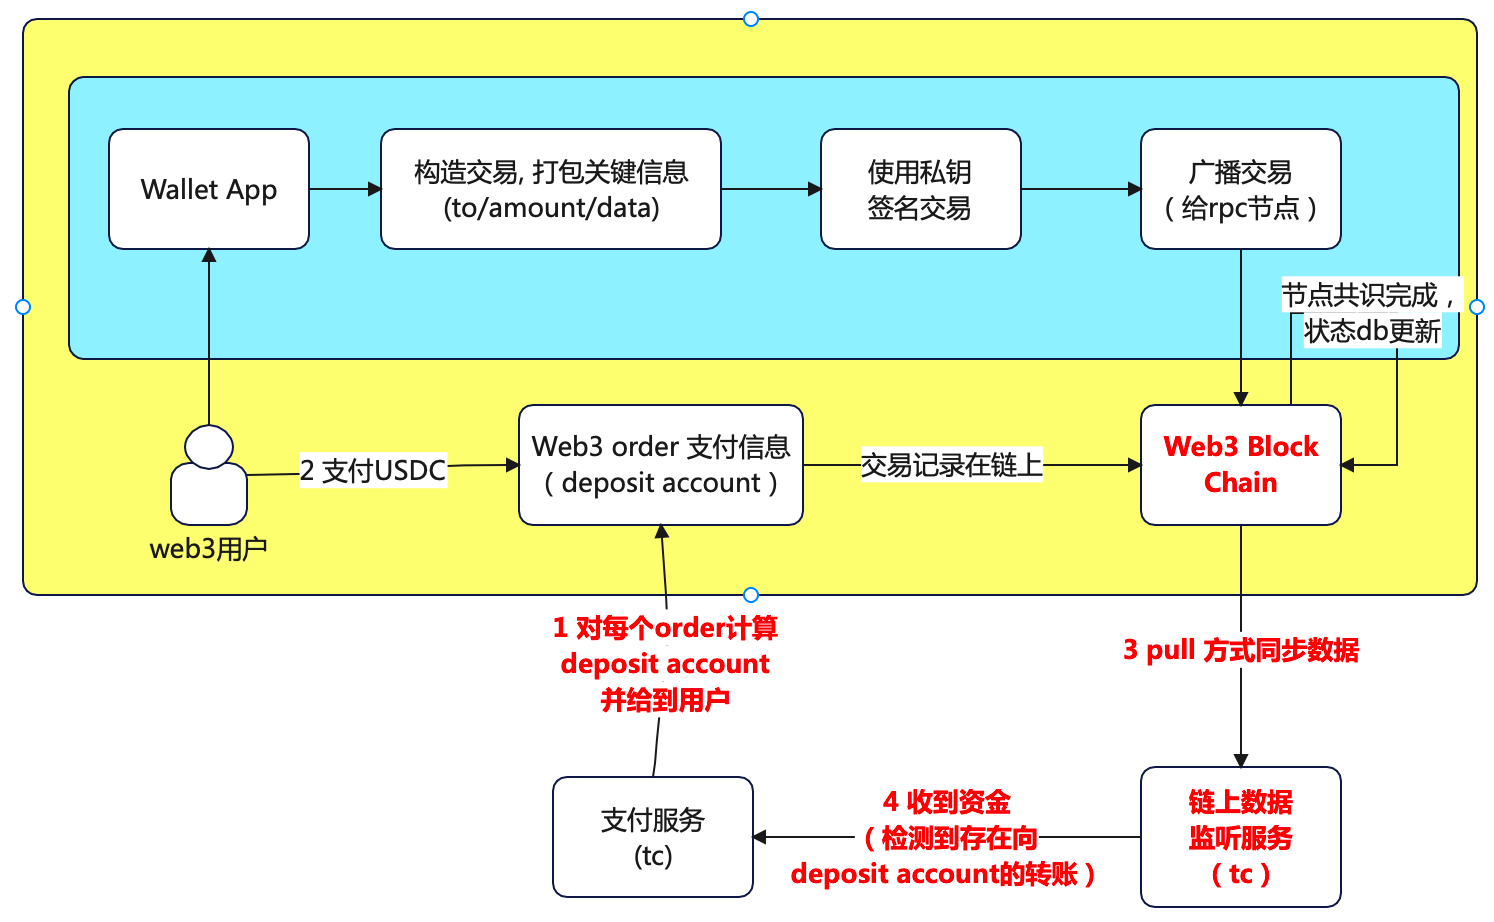 Wallet App
构造交易, 打包关键信息
(to/amount/data)
使用私钥
签名交易
广播交易
（给rpc节点）
节点共识完成，
状态db更新
web3用户
2 支付USDC
Web3 order 支付信息
（deposit account）
交易记录在链上
Web3 Block
Chain
1 对每个order计算
deposit account
并给到用户
3 pull 方式同步数据
支付服务
(tc)
4 收到资金
（检测到存在向
deposit account的转账）
链上数据
监听服务
（tc）